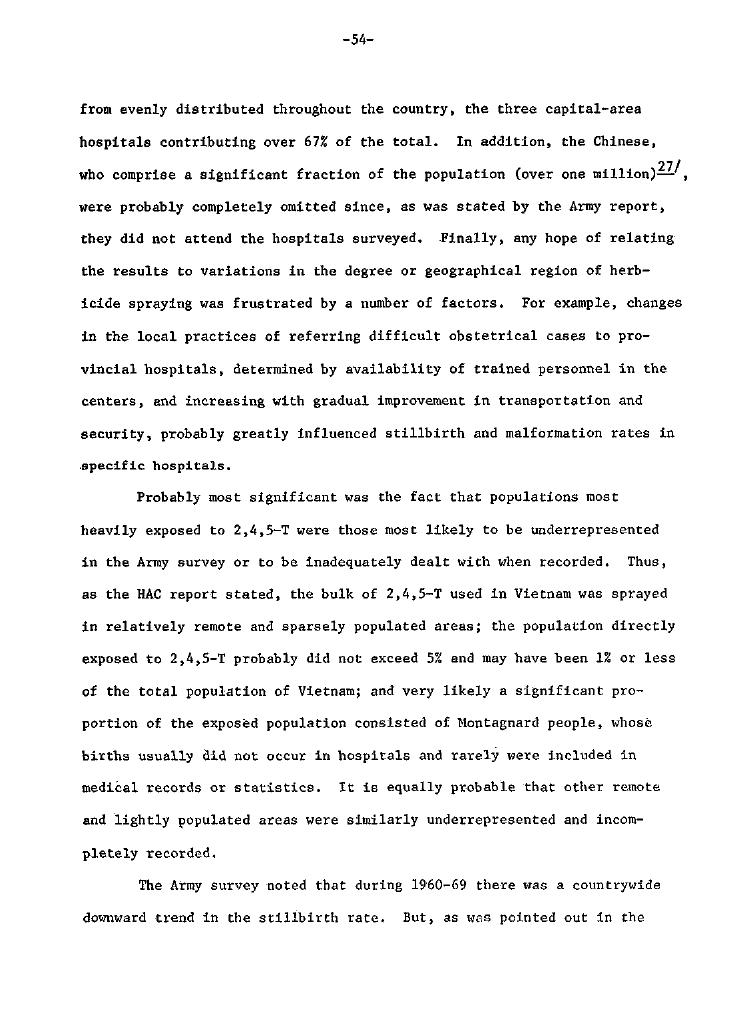 -54-
from evenly distributed throughout the country, the three capital-area
hospitals contributing over 67% of the total. In addition, the Chinese,
who comprise a significant fraction of the population (over one million)27/,
were probably completely omitted since, as was stated by the Army report,
they did not attend the hospitals surveyed. Finally, any hope of relating
the results to variations in the degree or geographical region of herb-
icide spraying was frustrated by a number of factors. For example, changes
in the local practices of referring difficult obstetrical cases to pro-
vincial hospitals, determined by availability of trained personnel in the
centers, and increasing with gradual improvement in transportation and
security, probably greatly influenced stillbirth and malformation rates in
specific hospitals.
Probably most significant was the fact that populations most
heavily exposed to 2,4,5-T were those most likely to be underrepresented
in the Army survey or to be inadequately dealt with when recorded. Thus,
as the HAC report stated, the bulk of 2,4,5-T used in Vietnam was sprayed
in relatively remote and sparsely populated areas; the population directly
exposed to 2,4,5-T probably did not exceed 5% and may have been 1% or less
of the total population of Vietnam; and very likely a significant pro-
portion of the exposed population consisted of Montagnard people, whose
births usually did not occur in hospitals and rarely were included in
medical records or statistics. It is equally probable that other remote
and lightly populated areas were similarly underrepresented and incom-
pletely recorded.
The Army survey noted that during 1960-69 there was a countrywide
downward trend in the stillbirth rate. But, as was pointed out in the